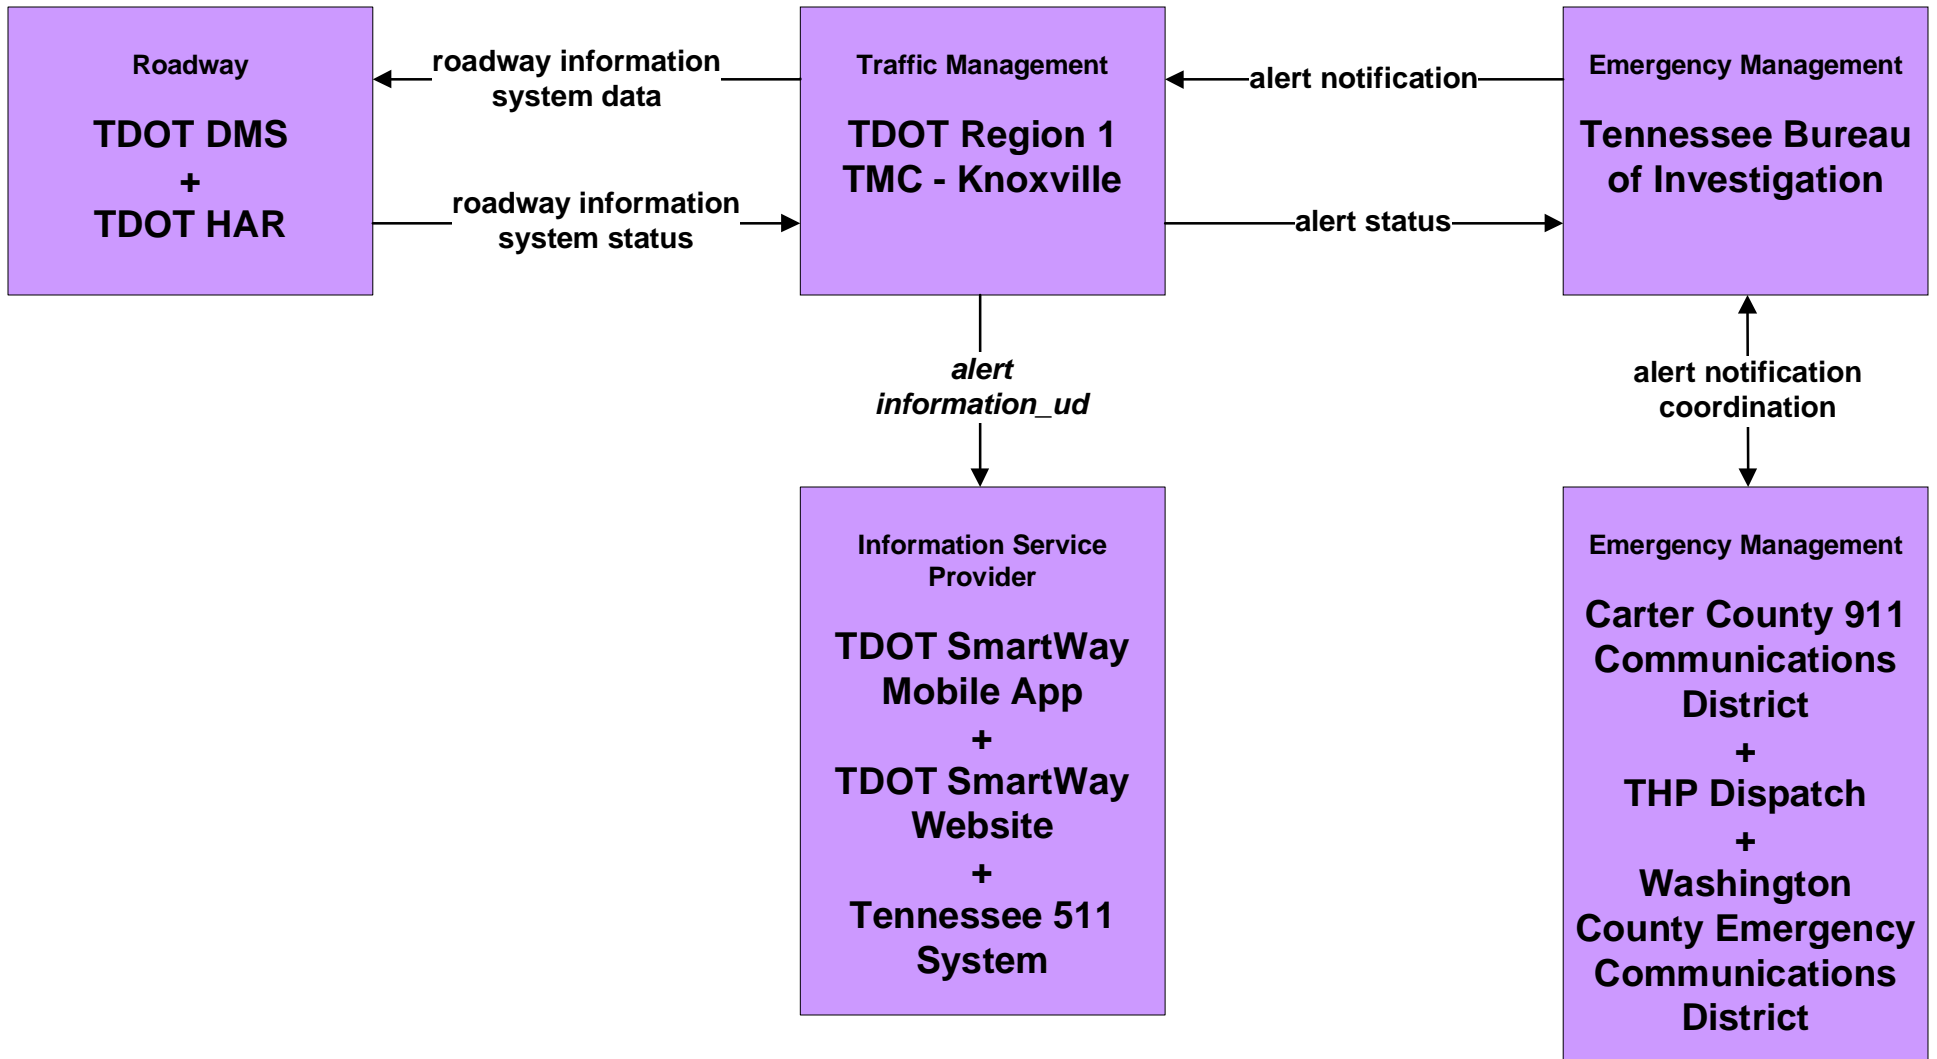 Roadway
TDOT DMS
+
TDOT HAR
roadway information
system data
roadway information
system status
Traffic Management
TDOT Region 1
TMC - Knoxville
alert notification
alert status
Emergency Management
Tennessee Bureau
of Investigation
alert
information_ud
alert notification
coordination
Information Service
Provider
TDOT SmartWay
Mobile App
+
TDOT SmartWay
Website
+
Tennessee 511
System
Emergency Management
Carter County 911
Communications
District
+
THP Dispatch
+
Washington
County Emergency
Communications
District